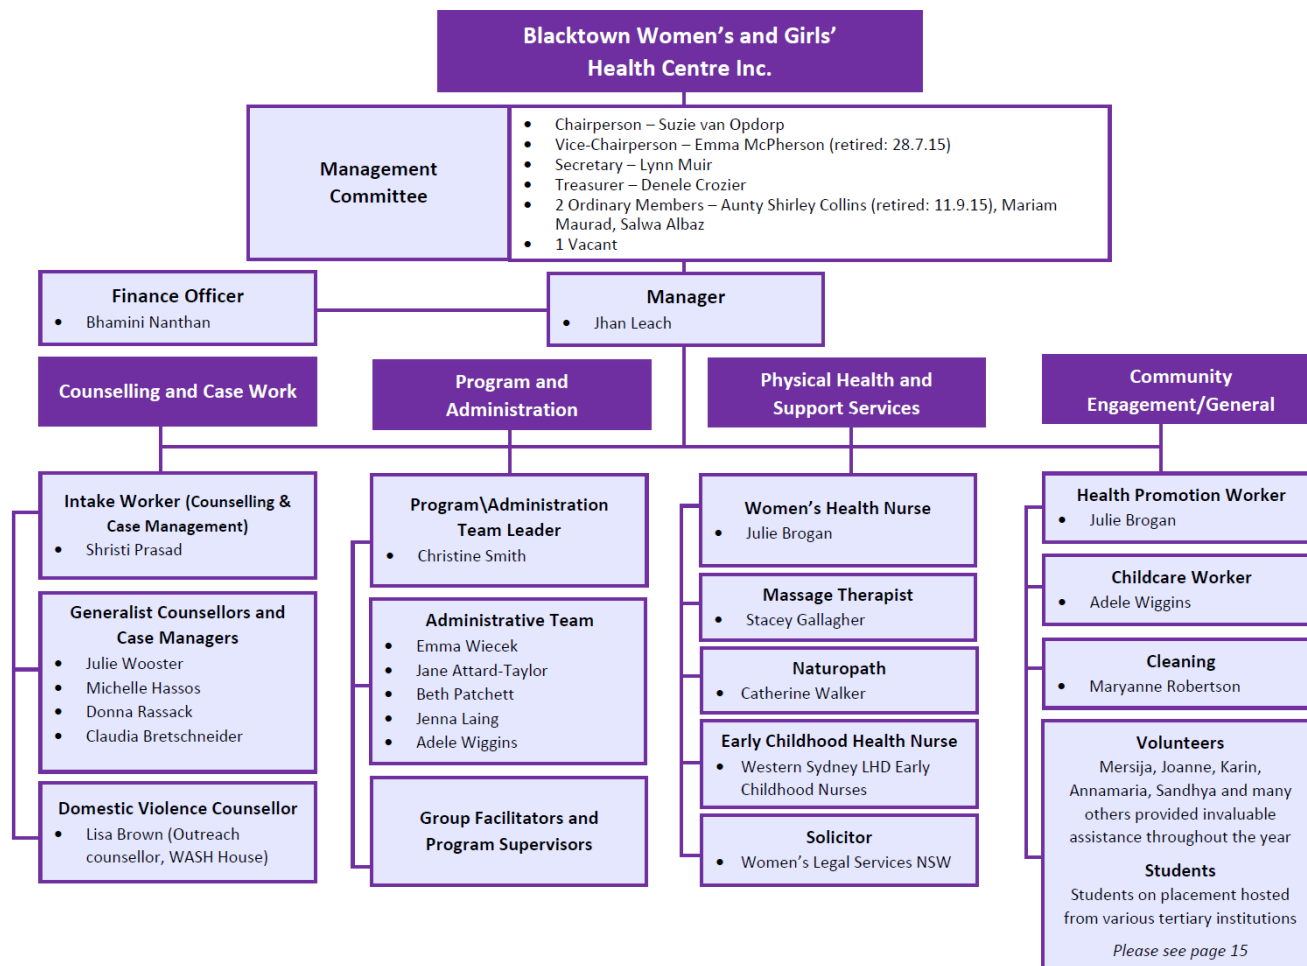 Blacktown Women's and Girls'
Health Centre Inc.
Management
Committee
• Chairperson – Suzie van Opdorp
• Vice-Chairperson – Emma McPherson (retired: 28.7.15)
• Secretary – Lynn Muir
• Treasurer – Denele Crozier
• 2 Ordinary Members – Aunty Shirley Collins (retired: 11.9.15), Mariam
Maurad, Salwa Albaz
• 1 Vacant
Finance Officer
• Bhamini Nanthan
Manager
• Jhan Leach
Counselling and Case Work
Program and
Administration
Physical Health and
Support Services
Community
Engagement/General
Intake Worker (Counselling &
Case Management)
• Shristi Prasad
Generalist Counsellors and
Case Managers
• Julie Wooster
• Michelle Hassos
• Donna Rassack
• Claudia Bretschneider
Domestic Violence Counsellor
• Lisa Brown (Outreach
counsellor, WASH House)
Program\Administration
Team Leader
• Christine Smith
Administrative Team
• Emma Wiecek
• Jane Attard-Taylor
• Beth Patchett
• Jenna Laing
• Adele Wiggins
Group Facilitators and
Program Supervisors
Women's Health Nurse
• Julie Brogan
Massage Therapist
• Stacey Gallagher
Naturopath
• Catherine Walker
Early Childhood Health Nurse
• Western Sydney LHD Early
Childhood Nurses
Solicitor
• Women's Legal Services NSW
Health Promotion Worker
• Julie Brogan
Childcare Worker
• Adele Wiggins
Cleaning
• Maryanne Robertson
Volunteers
Mersija, Joanne, Karin,
Annamaria, Sandhya and many
others provided invaluable
assistance throughout the year
Students
Students on placement hosted
from various tertiary institutions
Please see page 15